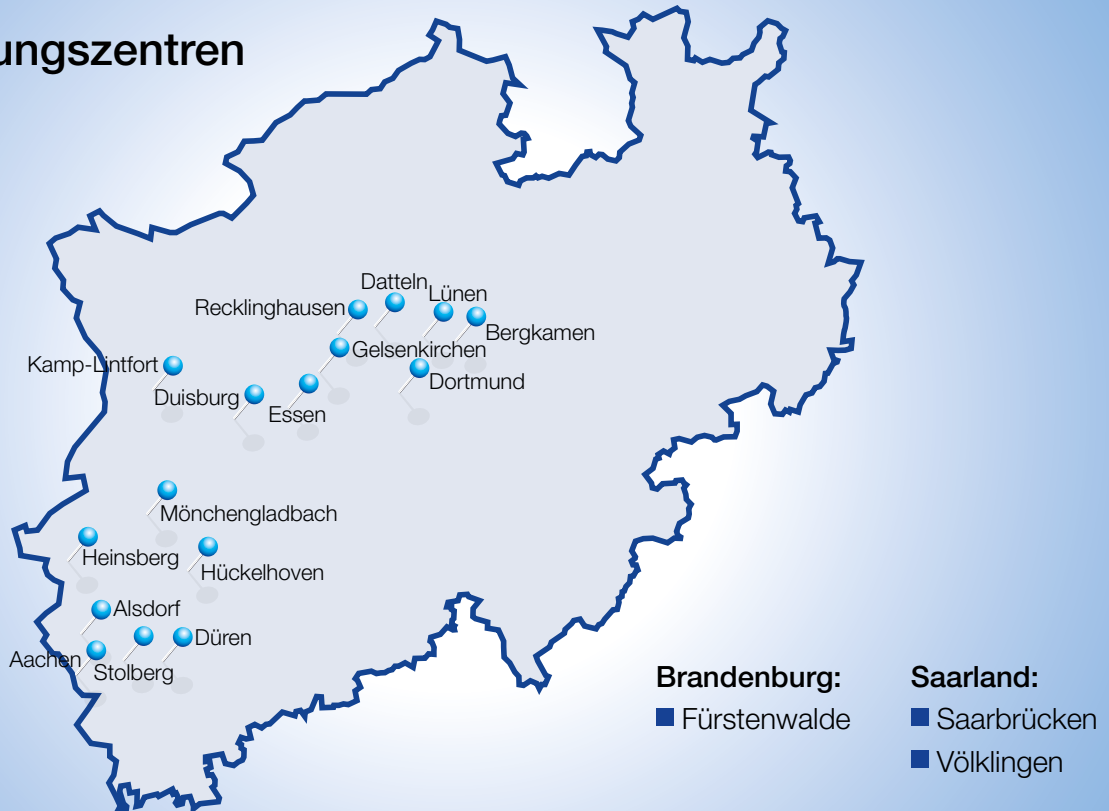 ungszentren
Datteln
Lünen
Recklinghausen
Bergkamen
Gelsenkirchen
Kamp-Lintfort
Dortmund
Duisburg
Essen
Mönchengladbach
Heinsberg
Hückelhoven
Alsdorf
Düren
Aachen
Stolberg
Brandenburg:
Fürstenwalde
Saarland:
Saarbrücken
Völklingen